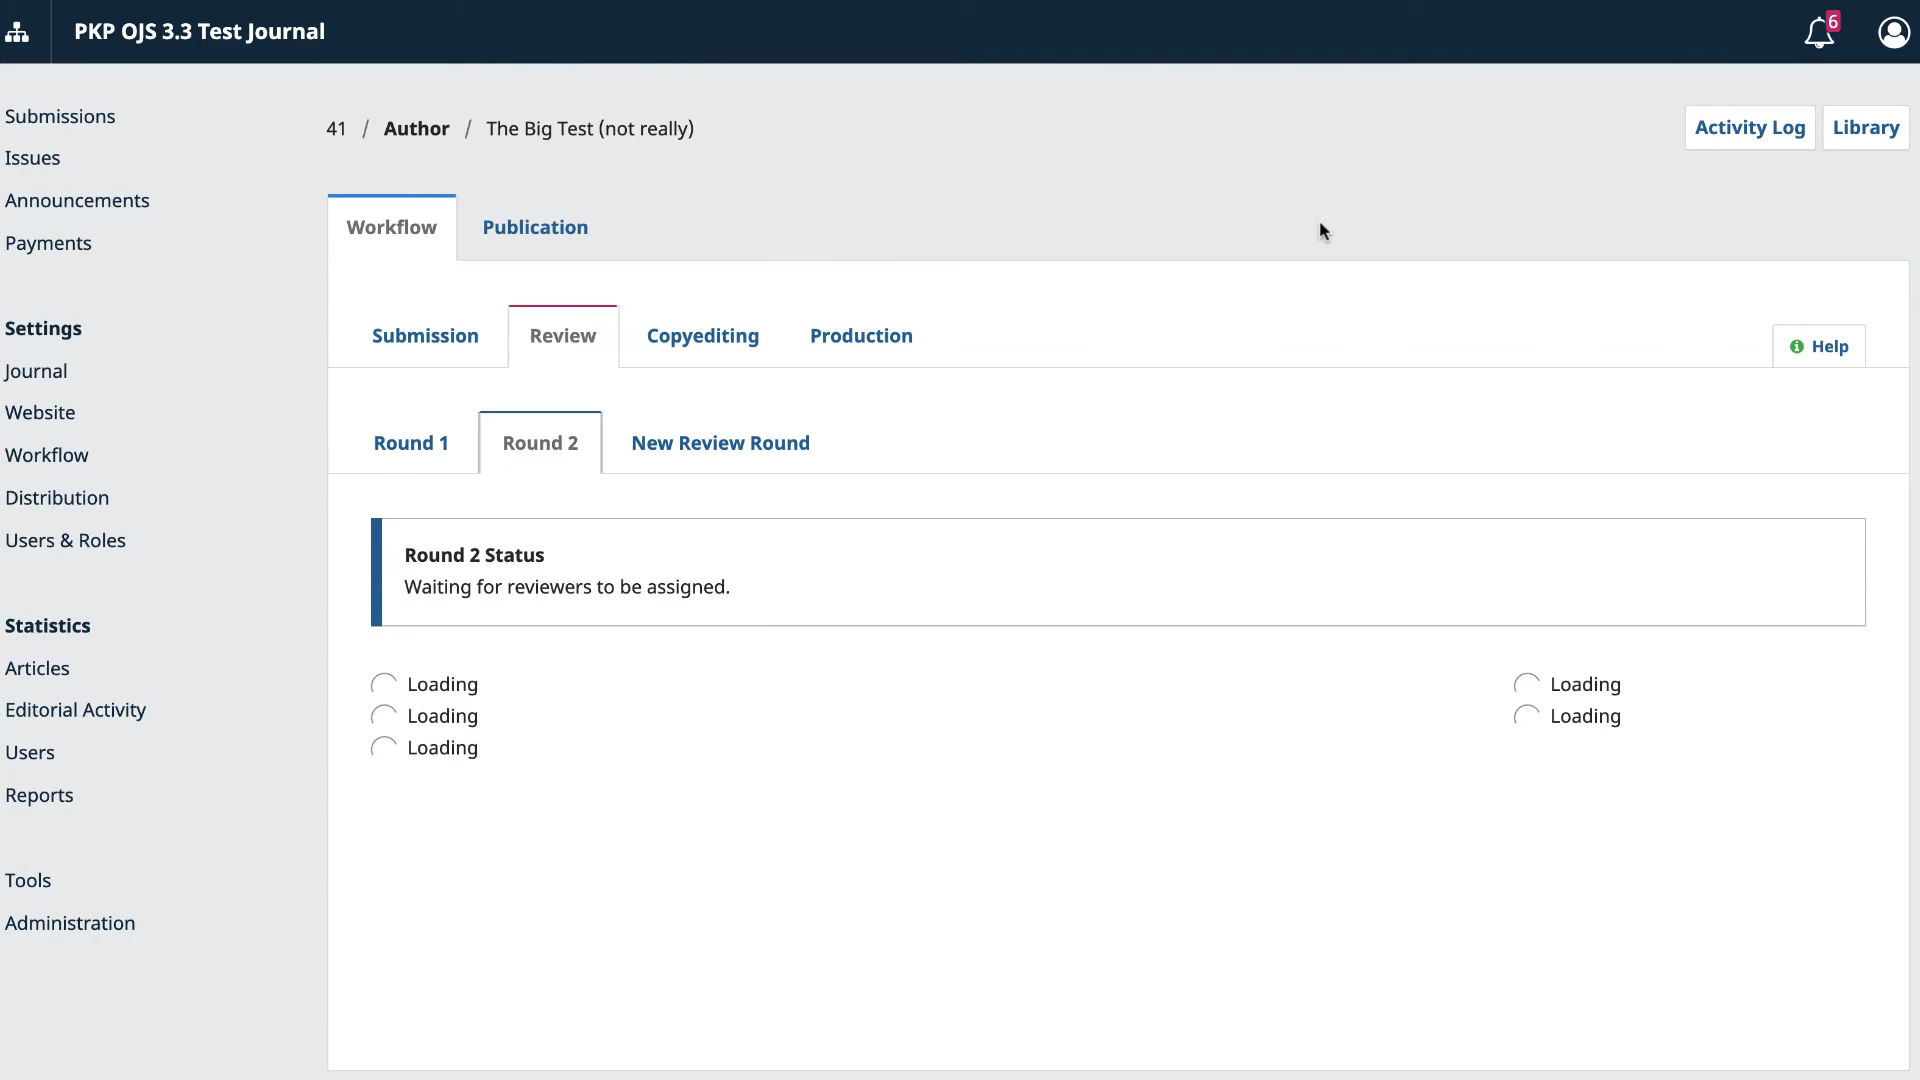 PKP OJS 3.3 Test Journal
6
Submissions
Issues
Announcements
Payments
Settings
Journal
Website
Workflow
Distribution
Users & Roles
Statistics
Articles
Editorial Activity
Users
Reports
Tools
Administration
41 / Author / The Big Test (not really)
Activity Log
Library
Workflow
Publication
Submission
Review
Copyediting
Production
Help
Round 1
Round 2
New Review Round
Round 2 Status
Waiting for reviewers to be assigned.
Loading
Loading
Loading
Loading
Loading